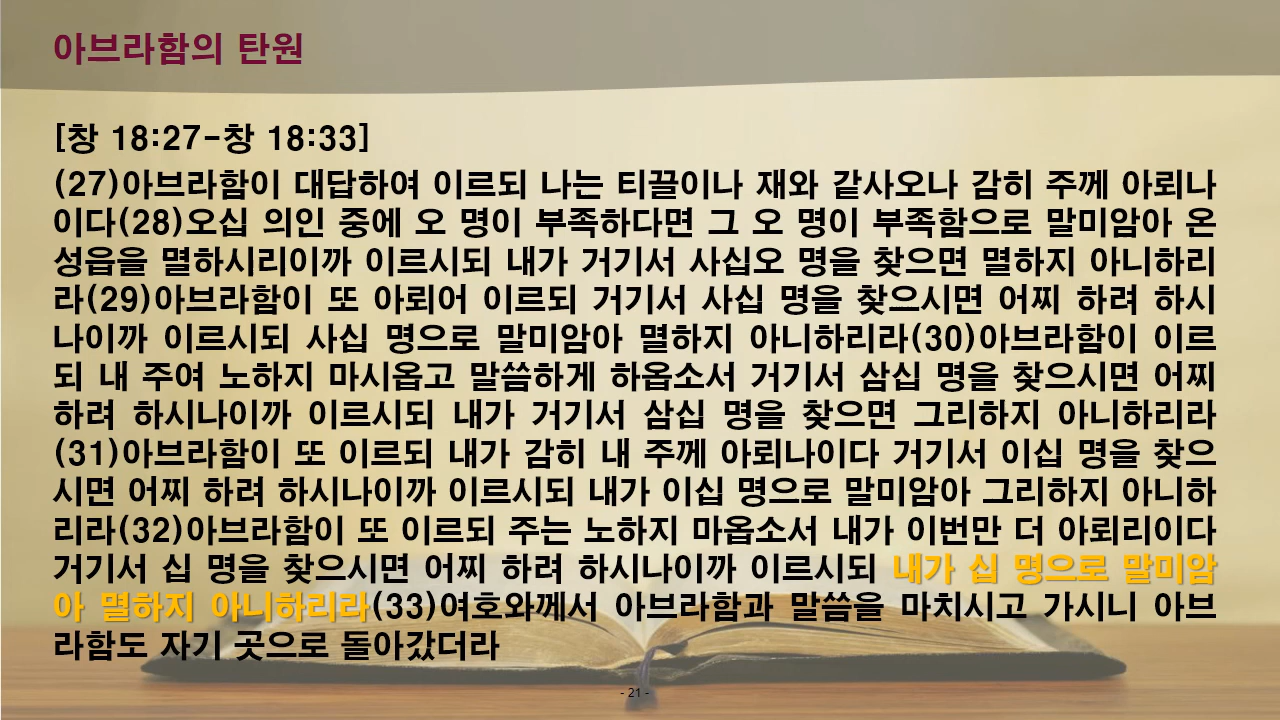 아브라함의 탄원
[창 18:27-창 18:33]
(27)아브라함이 대답하여 이르되 나는 티끌이나 재와 같사오나 감히 주께 아뢰나
이다(28)오십 의인 중에 오 명이 부족하다면 그 오 명이 부족함으로 말미암아 온
성읍을 멸하시리이까 이르시되 내가 거기서 사십오 명을 찾으면 멸하지 아니하리
라(29)아브라함이 또 아뢰어 이르되 거기서 사십 명을 찾으시면 어찌 하려 하시
나이까 이르시되 사십 명으로 말미암아 멸하지 아니하리라(30)아브라함이 이르
되 내 주여 노하지 마시옵고 말씀하게 하옵소서 거기서 삼십 명을 찾으시면 어찌
하려 하시나이까 이르시되 내가 거기서 삼십 명을 찾으면 그리하지 아니하리라
(31)아브라함이 또 이르되 내가 감히 내 주께 아뢰나이다 거기서 이십 명을 찾으
시면 어찌 하려 하시나이까 이르시되 내가 이십 명으로 말미암아 그리하지 아니하
리라(32)아브라함이 또 이르되 주는 노하지 마옵소서 내가 이번만 더 아뢰리이다
거기서 십 명을 찾으시면 어찌 하려 하시나이까 이르시되 내가 십 명으로 말미암
아 멸하지 아니하리라(33)여호와께서 아브라함과 말씀을 마치시고 가시니 아브
라함도 자기 곳으로 돌아갔더라
- 21 -